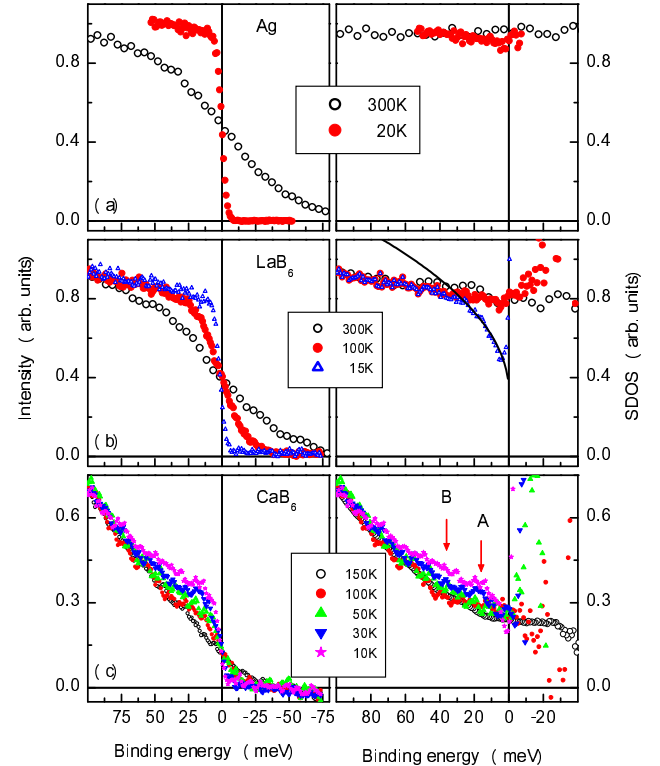 Ag
0.8
0.4
0.0
( a)
300K
20K
0.8
0.4
0.0
LaB6
0.8
0.4
0.0
( b)
300K
100K
15K
0.8
0.4
0.0
Intensity ( arb. units)
SDOS ( arb. units)
CaB6
0.6
0.3
0.0
( c)
150K
100K
50K
30K
10K
B
A
0.6
0.3
0.0
75 50 25 0 -25 -50 -75
80 60 40 20 0 -20
Binding energy ( meV)
Binding energy ( meV)